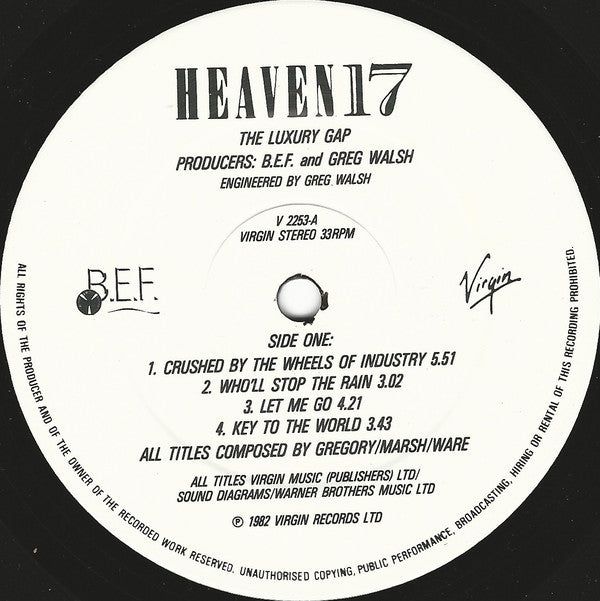 HEAVEN 17
THE LUXURY GAP
PRODUCERS: B.E.F. and GREG WALSH
ENGINEERED BY GREG WALSH
V 2253-A
VIRGIN STEREO 33RPM
B.E.F.
Virgin
SIDE ONE:
1. CRUSHED BY THE WHEELS OF INDUSTRY 5.51
2. WHO'LL STOP THE RAIN 3.02
3. LET ME GO 4.21
4. KEY TO THE WORLD 3.43
ALL TITLES COMPOSED BY GREGORY/MARSH/WARE
ALL TITLES VIRGIN MUSIC (PUBLISHERS) LTD/
SOUND DIAGRAMS/WARNER BROTHERS MUSIC LTD
℗ 1982 VIRGIN RECORDS LTD
ALL RIGHTS OF THE PRODUCER AND OF THE OWNER OF THE RECORDED WORK RESERVED. UNAUTHORISED COPYING, PUBLIC PERFORMANCE, BROADCASTING, HIRING OR RENTAL OF THIS RECORDING PROHIBITED.